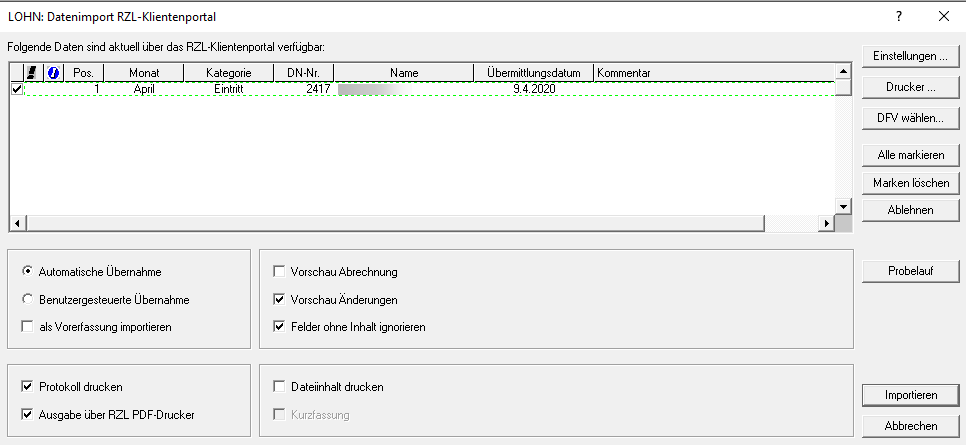 LOHN: Datenimport RZL-Klientenportal
?
Folgende Daten sind aktuell über das RZL-Klientenportal verfügbar:
Pos. Monat Kategorie DN-Nr. Name Übermittlungsdatum Kommentar
1 April Eintritt 2417 9.4.2020
Einstellungen ...
Drucker ...
DFV wählen...
Alle markieren
Marken löschen
Ablehnen
Automatische Übernahme
Benutzergesteuerte Übernahme
als Vorerfassung importieren
Vorschau Abrechnung
Vorschau Änderungen
Felder ohne Inhalt ignorieren
Probelauf
Protokoll drucken
Ausgabe über RZL PDF-Drucker
Dateiinhalt drucken
Kurzfassung
Importieren
Abbrechen